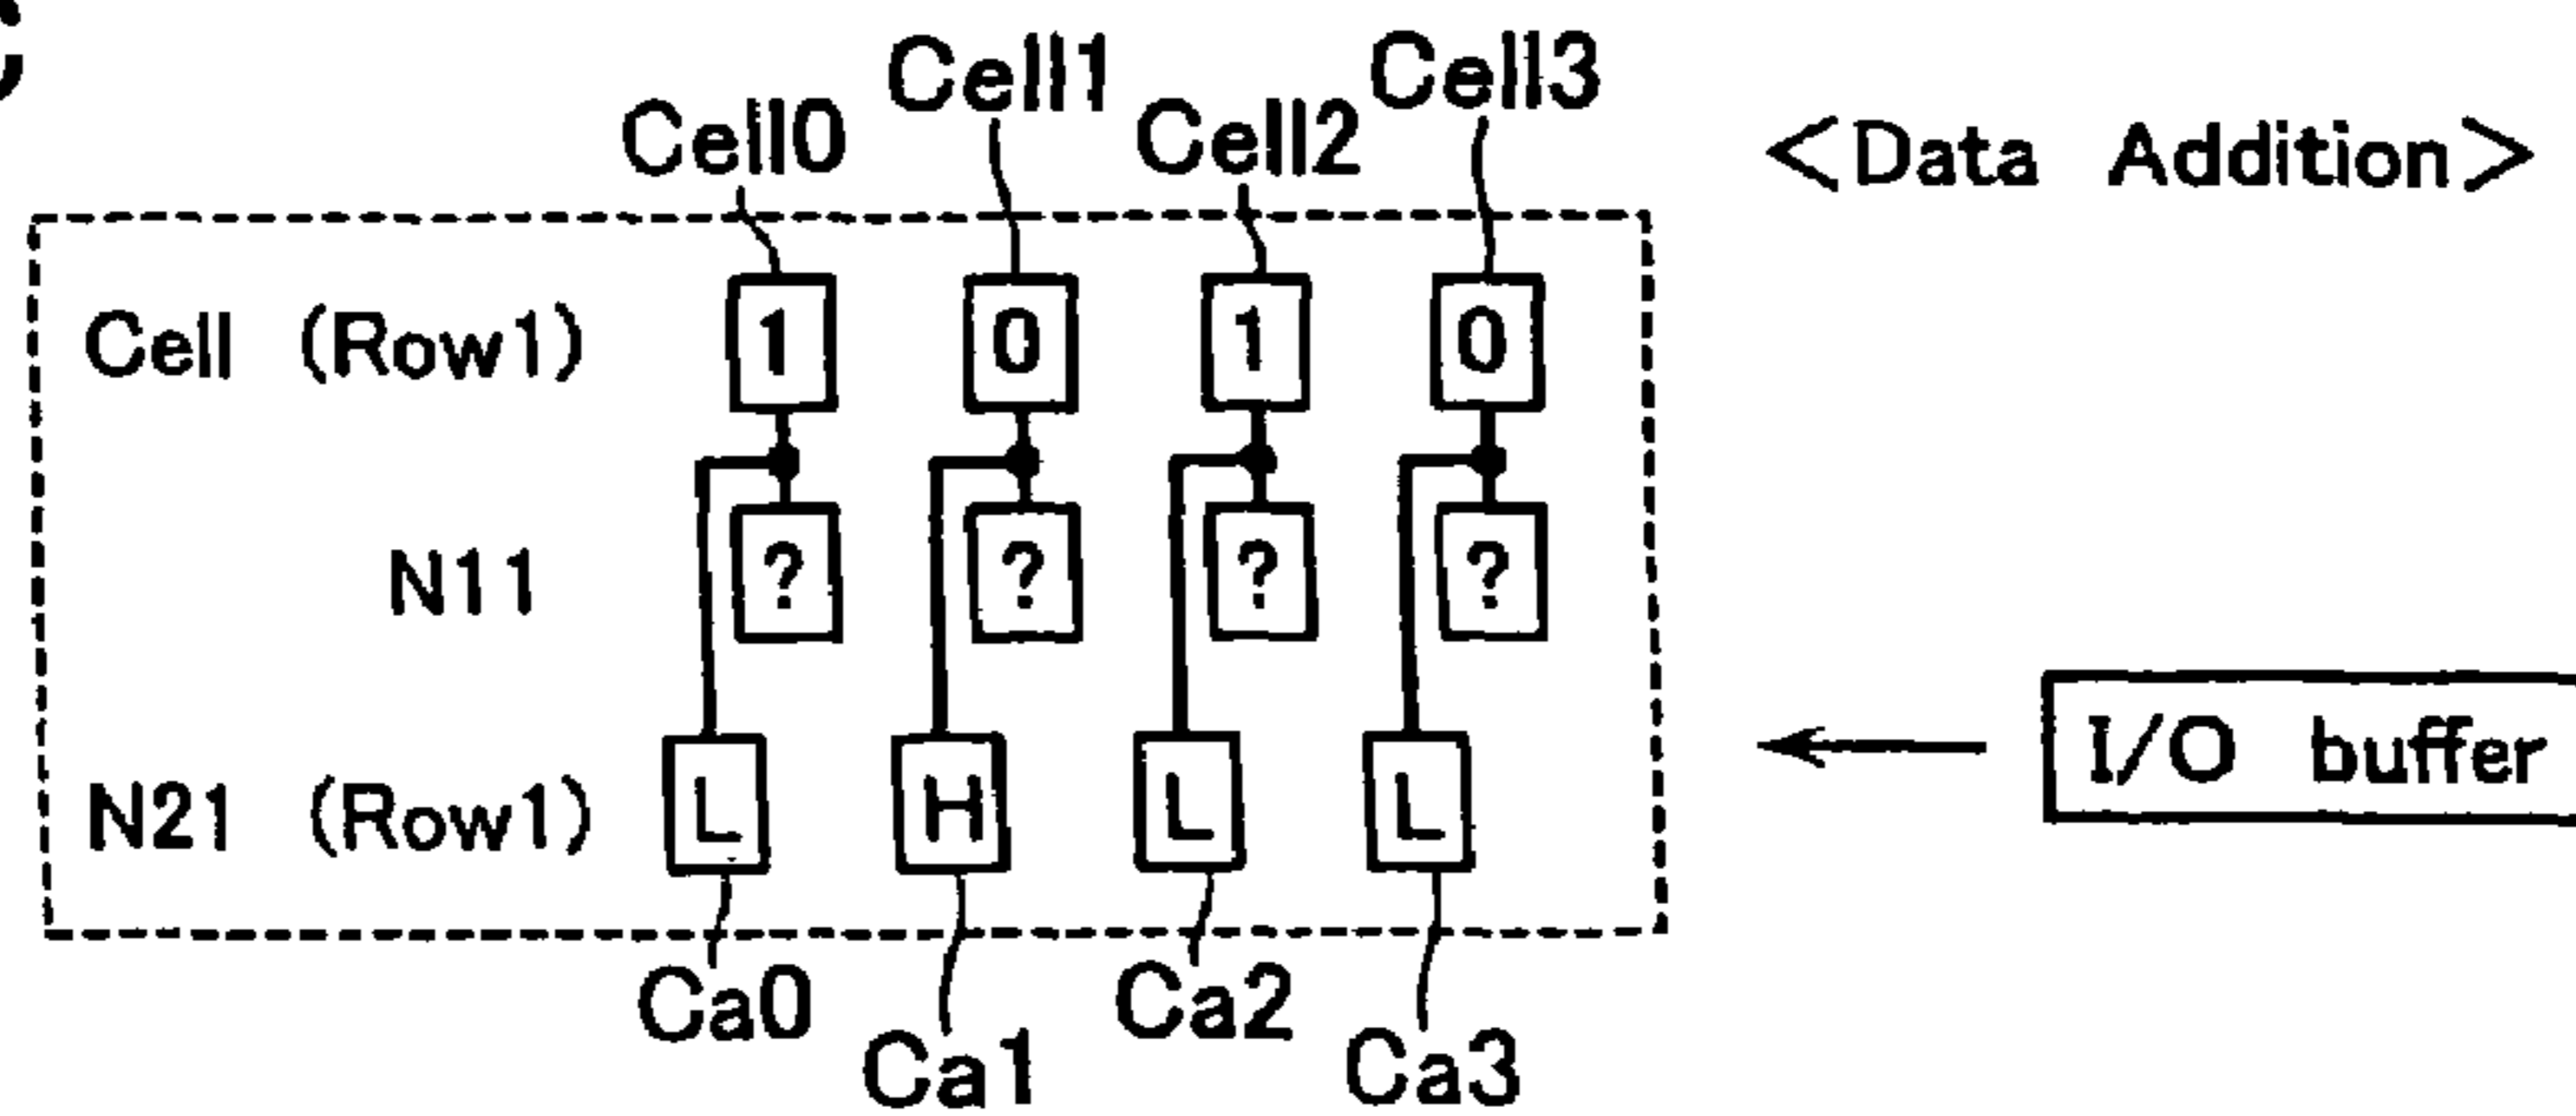 Cell0 Cell1 Cell2 Cell3
<Data Addition>
Cell (Row1) 1 0 1 0
N11 ? ? ? ?
N21 (Row1) L H L L
I/O buffer
Ca0 Ca1 Ca2 Ca3